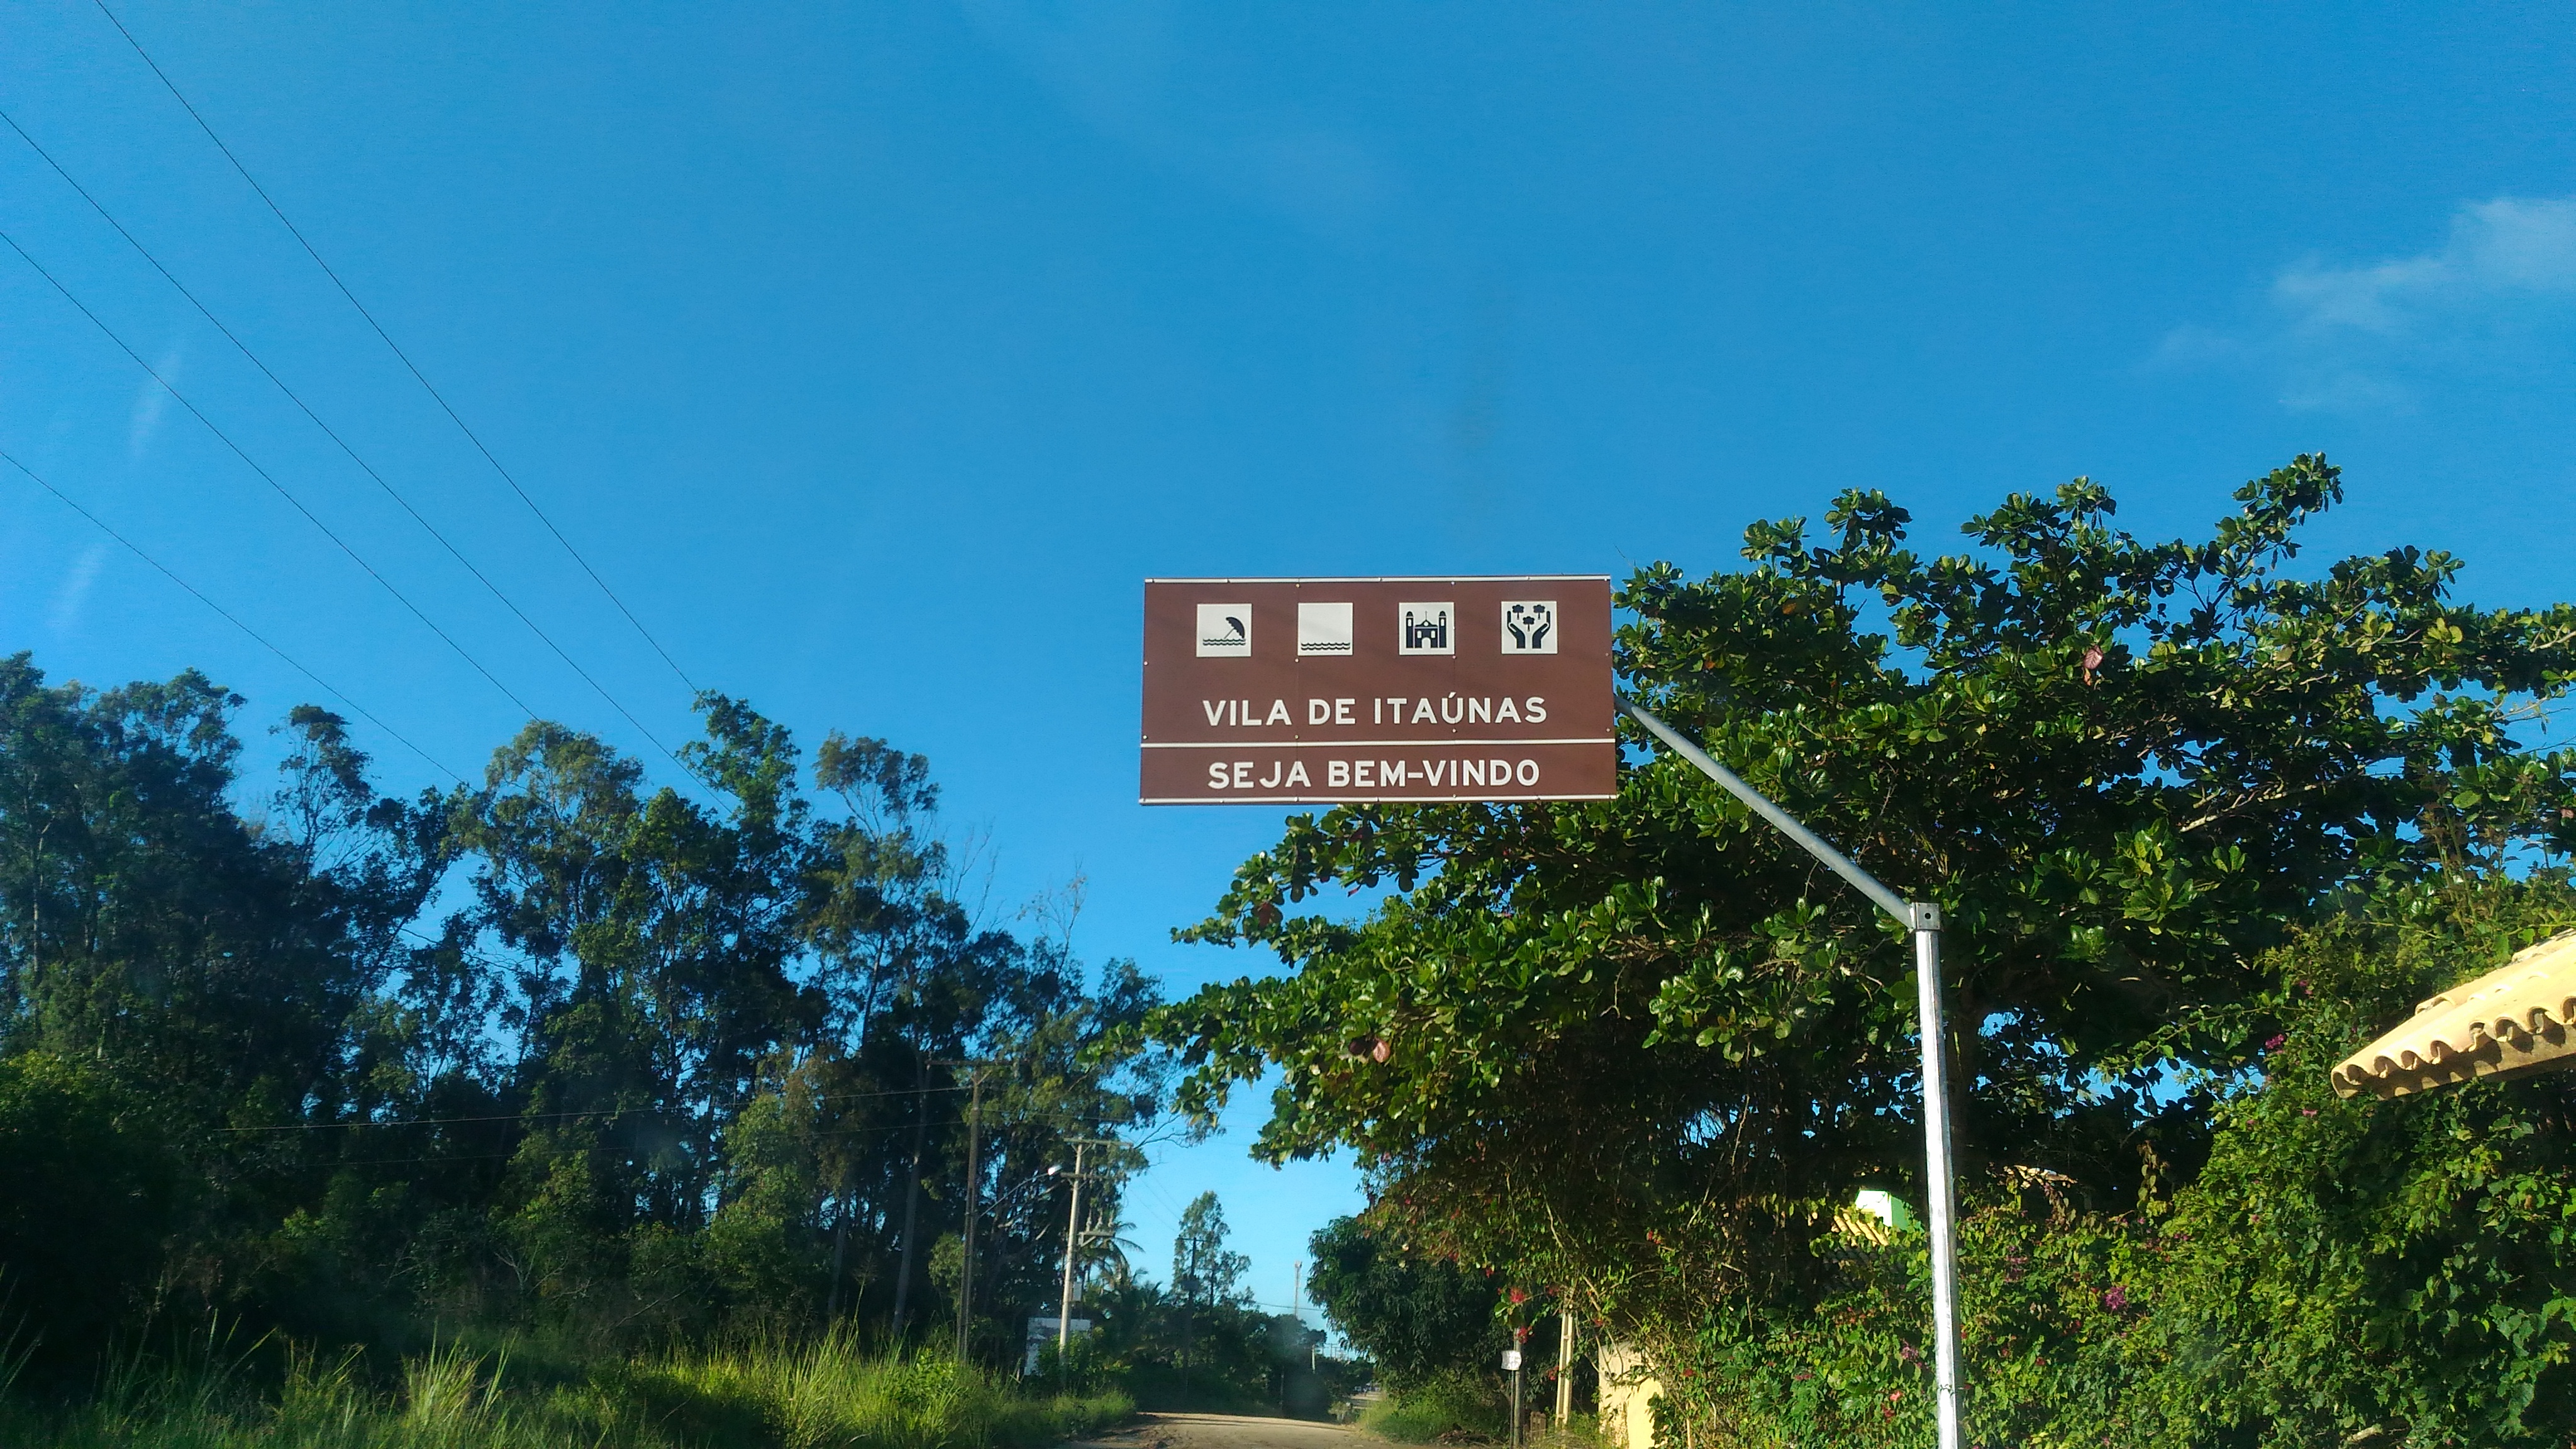 VILA DE ITAÚNAS
SEJA BEM-VINDO